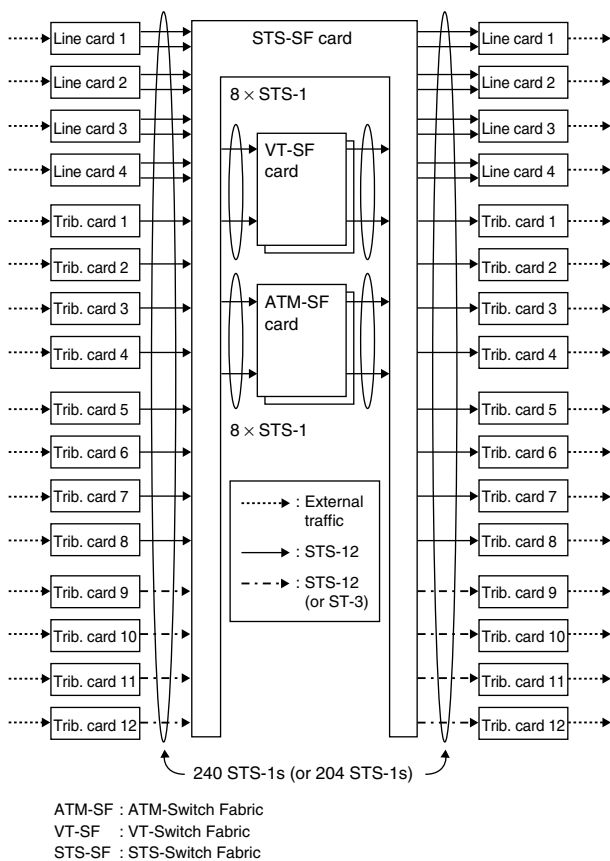 Line card 1
Line card 2
Line card 3
Line card 4
Trib. card 1
Trib. card 2
Trib. card 3
Trib. card 4
Trib. card 5
Trib. card 6
Trib. card 7
Trib. card 8
Trib. card 9
Trib. card 10
Trib. card 11
Trib. card 12
STS-SF card
8 × STS-1
VT-SF
card
ATM-SF
card
8 × STS-1
: External
traffic
: STS-12
: STS-12
(or ST-3)
Line card 1
Line card 2
Line card 3
Line card 4
Trib. card 1
Trib. card 2
Trib. card 3
Trib. card 4
Trib. card 5
Trib. card 6
Trib. card 7
Trib. card 8
Trib. card 9
Trib. card 10
Trib. card 11
Trib. card 12
240 STS-1s (or 204 STS-1s)
ATM-SF : ATM-Switch Fabric
VT-SF : VT-Switch Fabric
STS-SF : STS-Switch Fabric